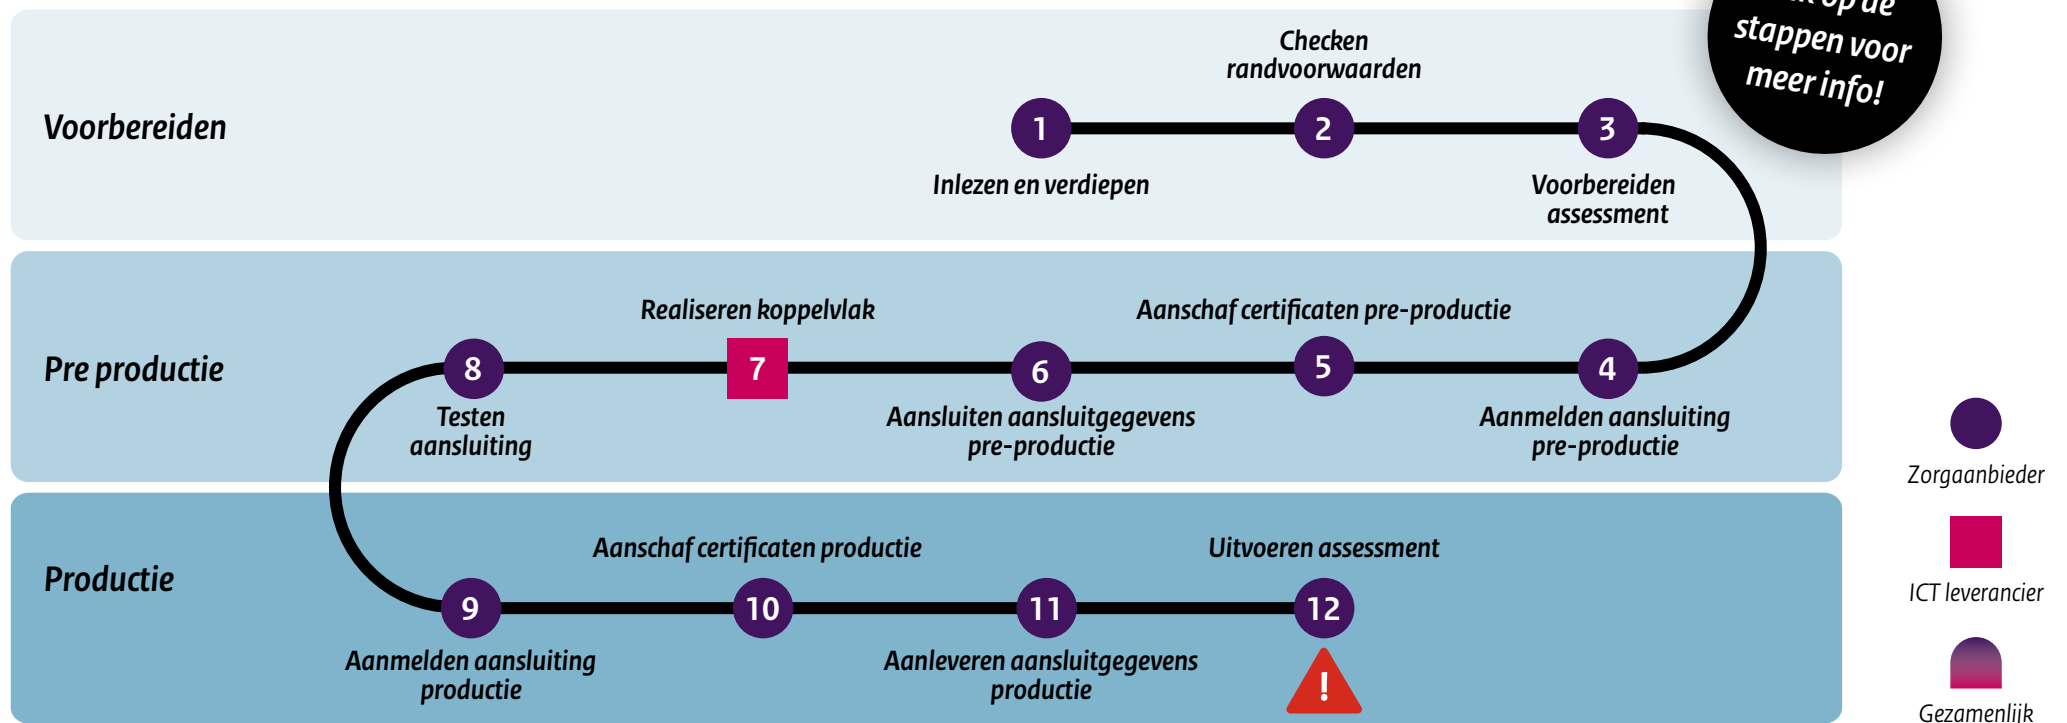 op de
stappen voor
meer info!
Voorbereiden
Checken
randvoorwaarden
1
2
3
Inlezen en verdiepen
Voorbereiden
assessment
Pre productie
Realiseren koppelvlak
Aanschaf certificaten pre-productie
8
7
6
5
4
Testen
aansluiting
Aansluiten aansluitgegevens
pre-productie
Aanmelden aansluiting
pre-productie
Productie
Aanschaf certificaten productie
Uitvoeren assessment
9
10
11
12
Aanmelden aansluiting
productie
Aanleveren aansluitgegevens
productie
!
Zorgaanbieder
ICT leverancier
Gezamenlijk